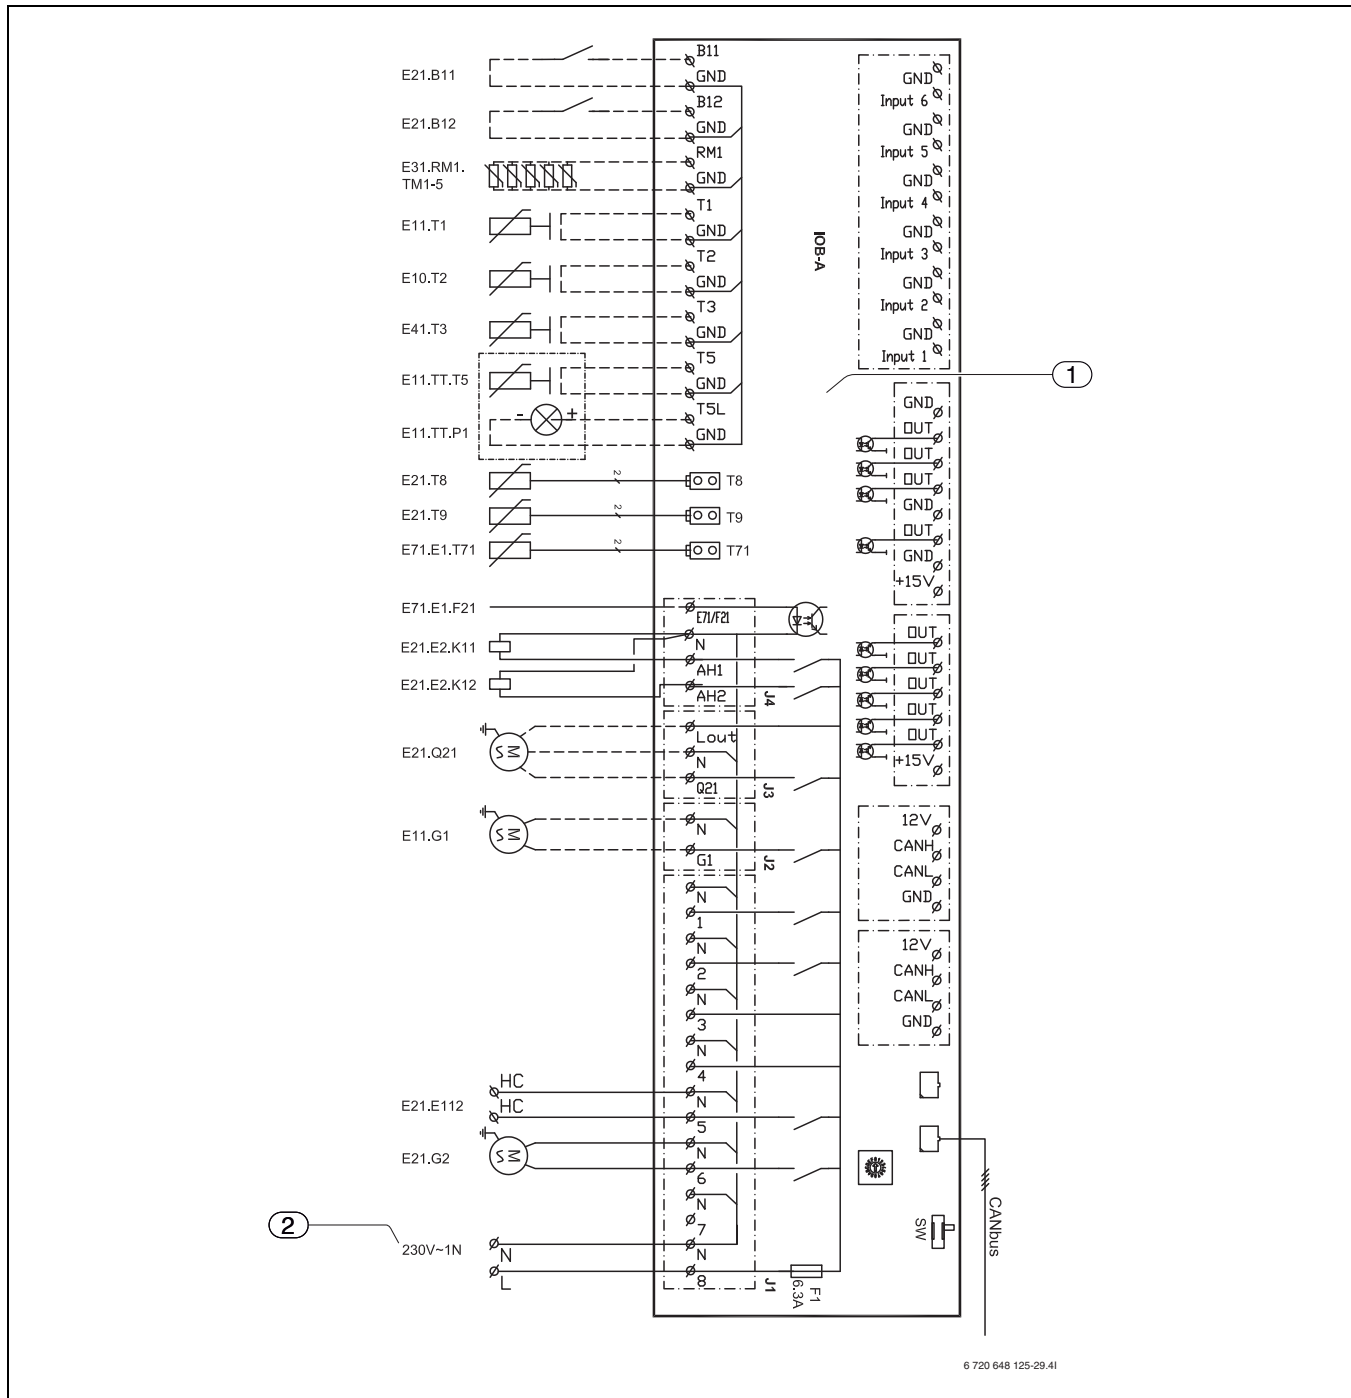 E21.B11
E21.B12
E31.RM1.
TM1-5
E11.T1
E10.T2
E41.T3
E11.TT.T5
E11.TT.P1
E21.T8
E21.T9
E71.E1.T71
E71.E1.F21
E21.E2.K11
E21.E2.K12
E21.Q21
E11.G1
E21.E112
E21.G2
2
230V~1N
- +
2
2
2
M
M
HC
HC
M
N
L
B11
GND
B12
GND
RM1
GND
T1
GND
T2
GND
T3
GND
T5
GND
T5L
GND
T8
T9
T71
E71/F21
N
AH1
AH2
J4
Lout
N
Q21
J3
N
G1
J2
N
1
N
2
N
3
N
4
N
5
N
6
N
7
N
8
J1
F1
6.3A
IOB-A
GND
Input 6
GND
Input 5
GND
Input 4
GND
Input 3
GND
Input 2
GND
Input 1
1
GND
OUT
OUT
OUT
GND
OUT
GND
+15V
OUT
OUT
OUT
OUT
OUT
+15V
12V
CANH
CANL
GND
12V
CANH
CANL
GND
SW
CANbus
6 720 648 125-29.4I